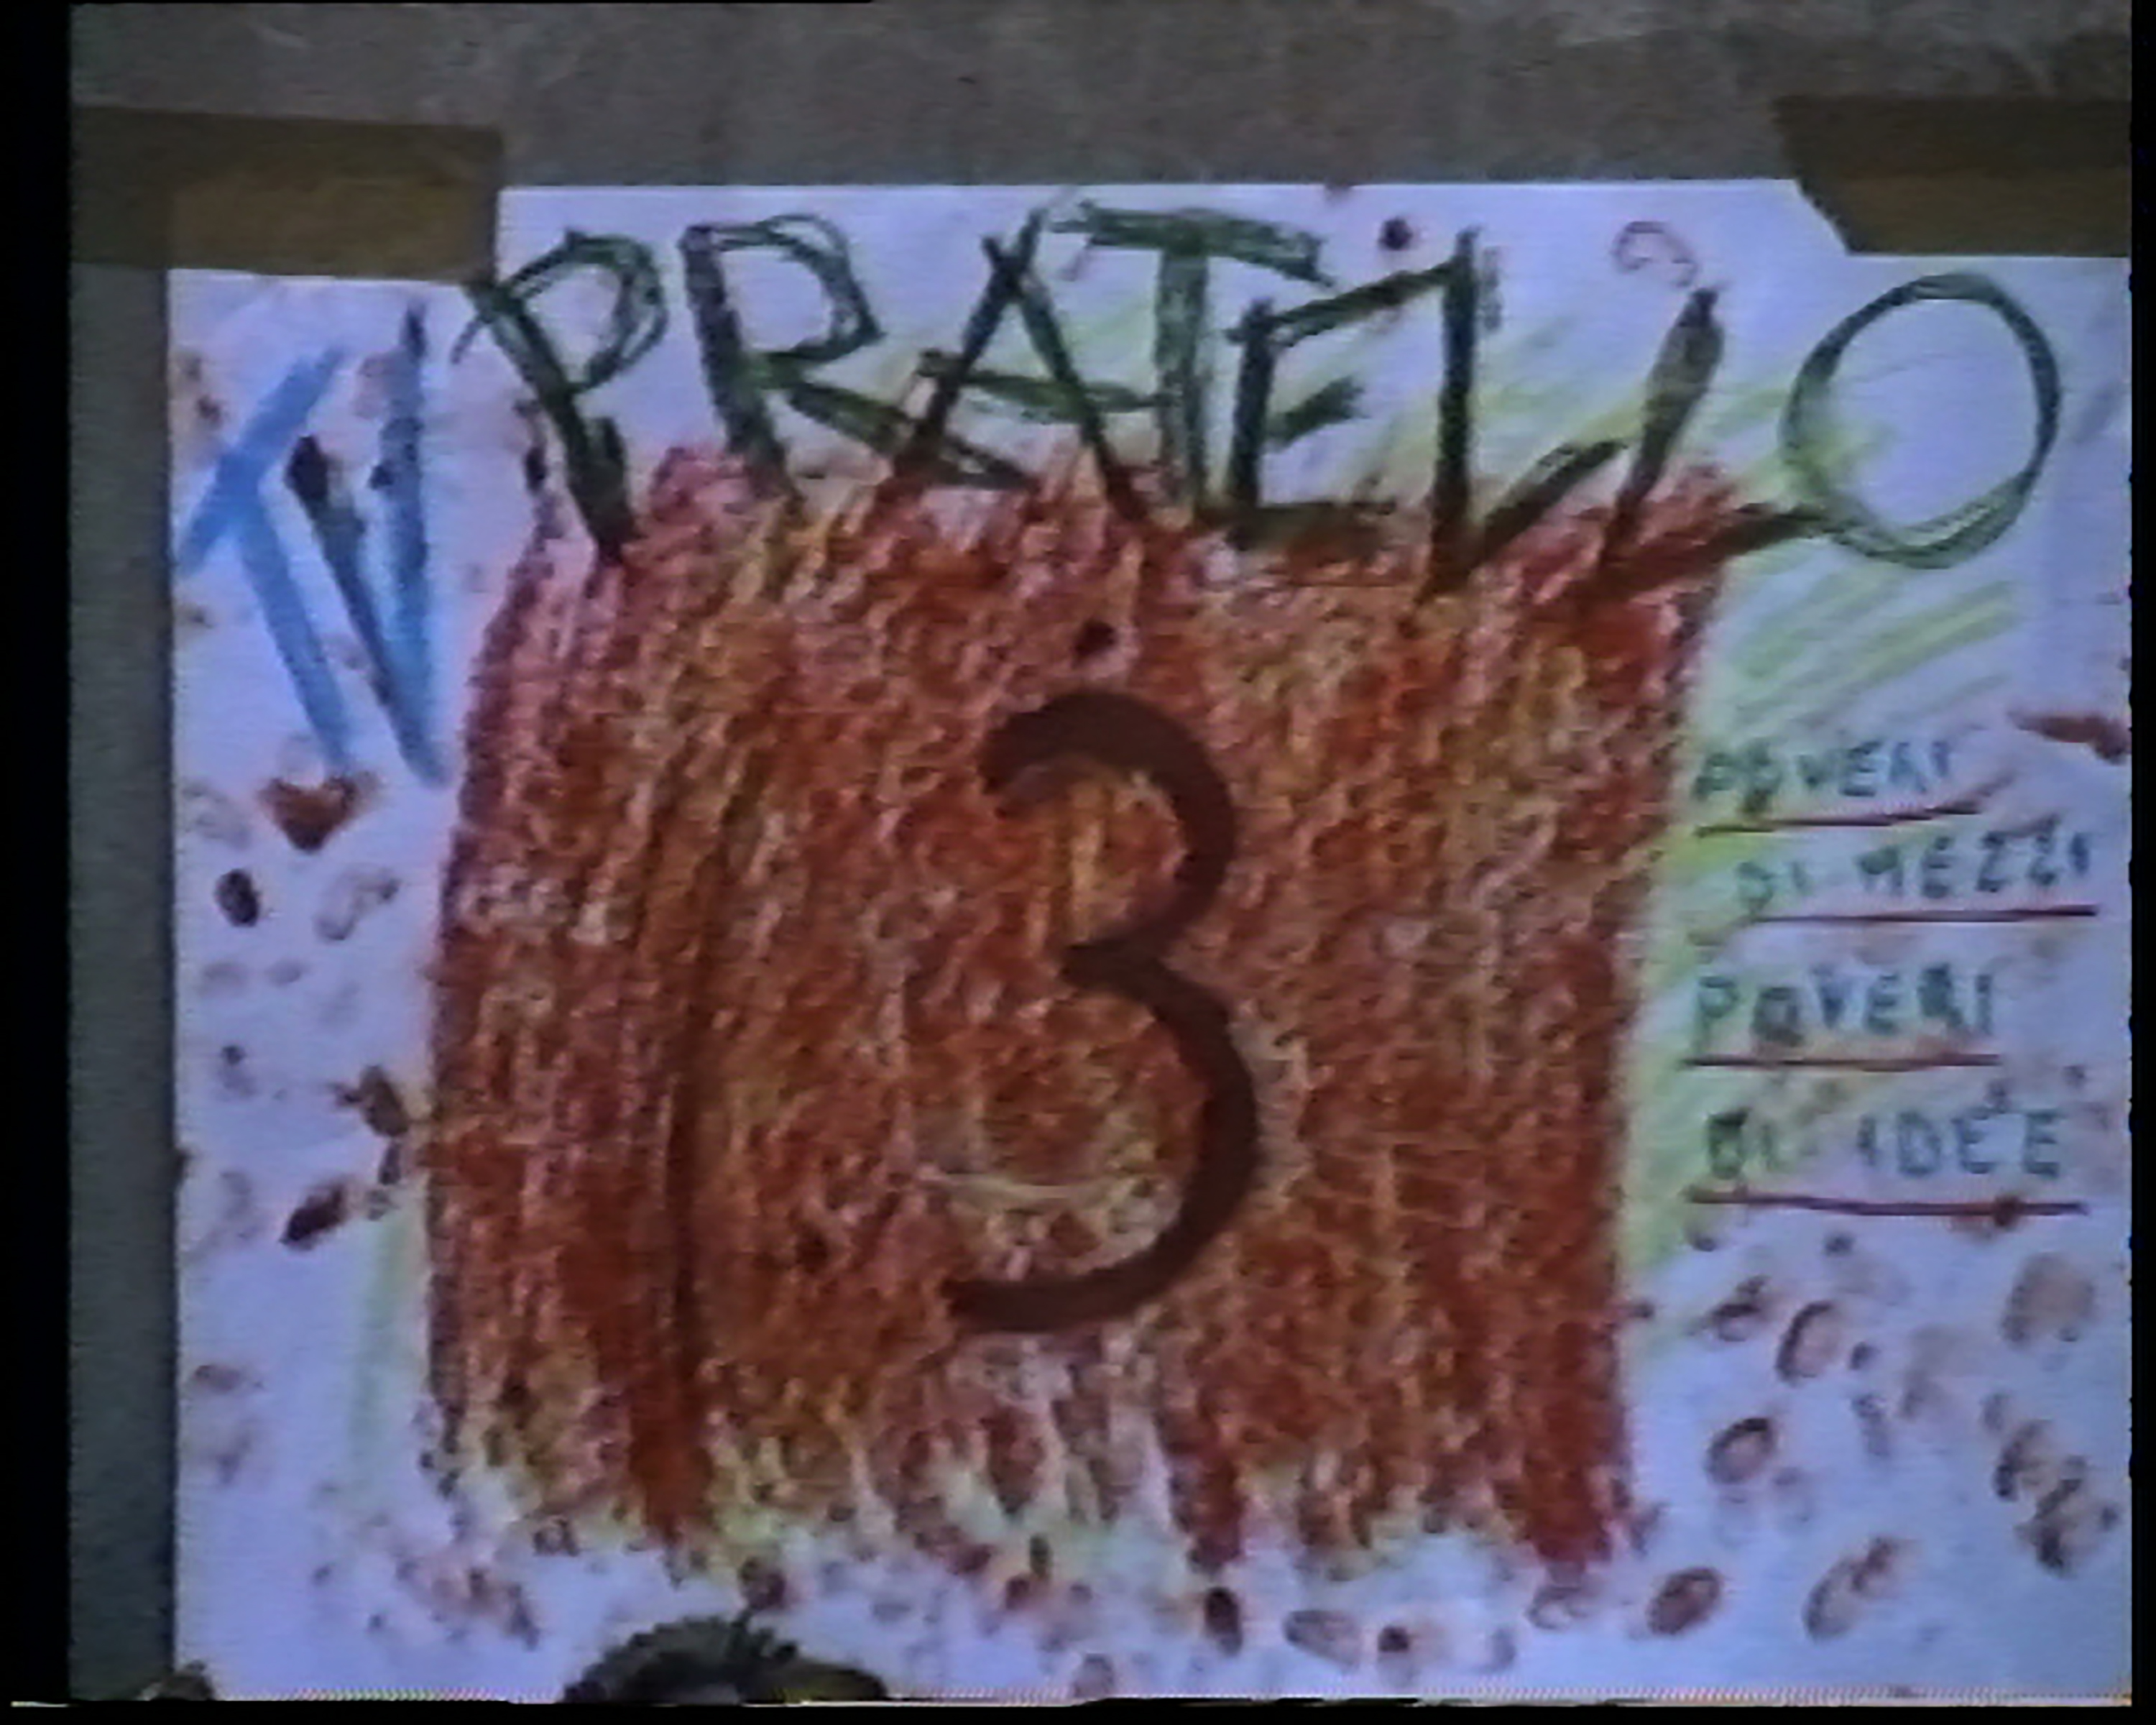 TV PRATELLO
3
POVERI
DI MEZZI
POVERI
DI IDEE